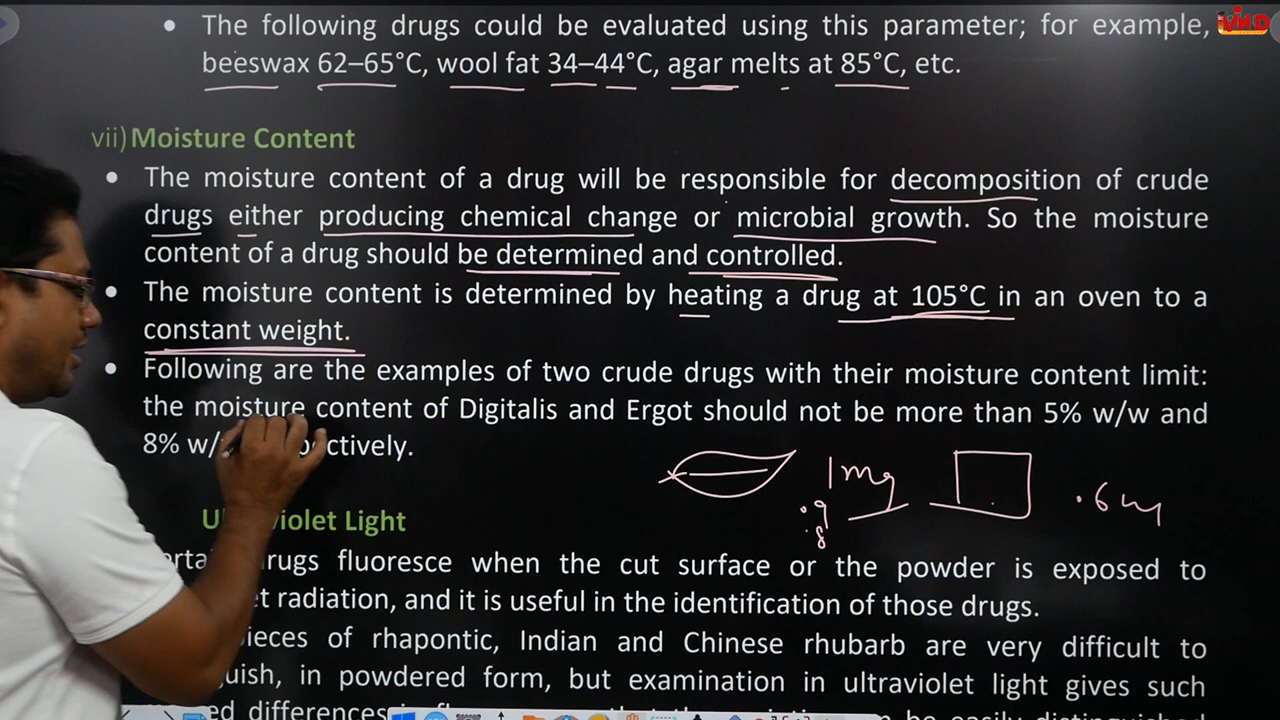 • The following drugs could be evaluated using this parameter; for example,
beeswax 62–65°C, wool fat 34–44°C, agar melts at 85°C, etc.
vii) Moisture Content
• The moisture content of a drug will be responsible for decomposition of crude
drugs either producing chemical change or microbial growth. So the moisture
content of a drug should be determined and controlled.
• The moisture content is determined by heating a drug at 105°C in an oven to a
constant weight.
• Following are the examples of two crude drugs with their moisture content limit:
the moisture content of Digitalis and Ergot should not be more than 5% w/w and
8% w/
1mg
.9
.8
.6
Light
drugs fluoresce when the cut surface or the powder is exposed to
radiation, and it is useful in the identification of those drugs.
pieces of rhapontic, Indian and Chinese rhubarb are very difficult to
in powdered form, but examination in ultraviolet light gives such
differences